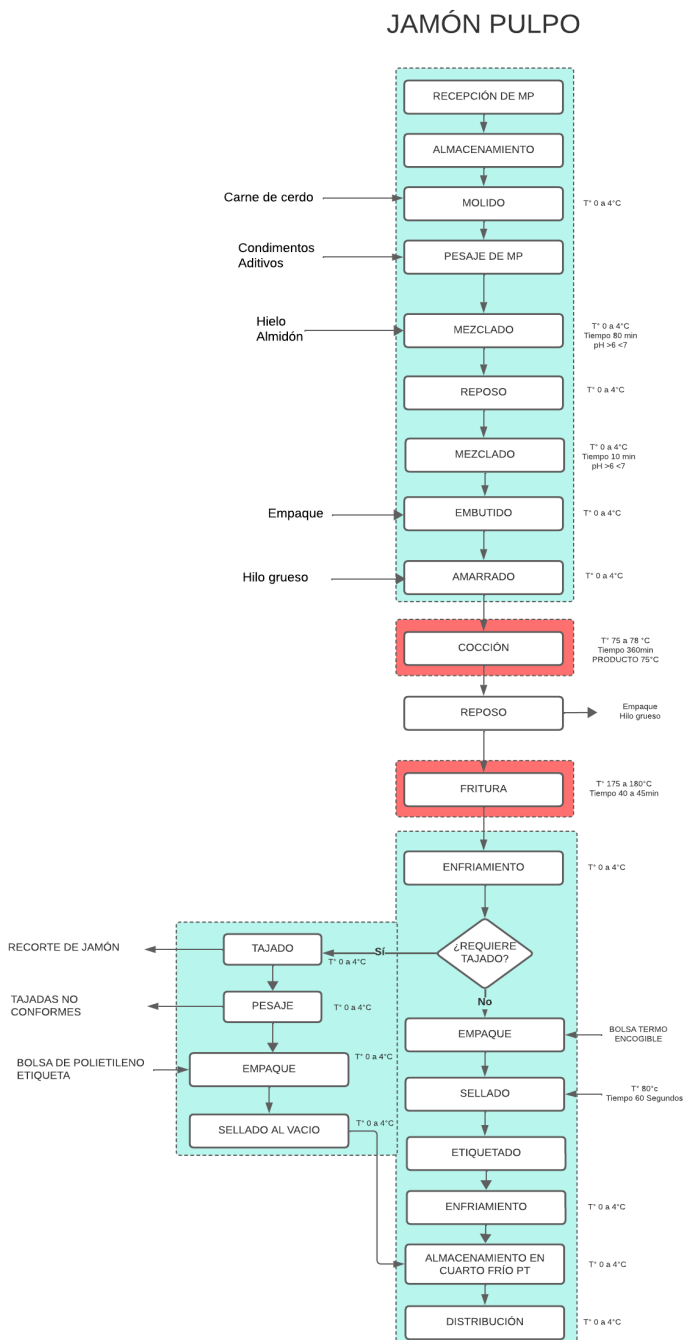 JAMÓN PULPO
RECEPCIÓN DE MP
ALMACENAMIENTO
Carne de cerdo
MOLIDO
T° 0 a 4°C
Condimentos
Aditivos
PESAJE DE MP
Hielo
Almidón
MEZCLADO
T° 0 a 4°C
Tiempo 80 min
pH >6 <7
REPOSO
T° 0 a 4°C
MEZCLADO
T° 0 a 4°C
Tiempo 10 min
pH >6 <7
Empaque
EMBUTIDO
T° 0 a 4°C
Hilo grueso
AMARRADO
T° 0 a 4°C
COCCIÓN
T° 75 a 78 °C
Tiempo 360min
PRODUCTO 75°C
REPOSO
Empaque
Hilo grueso
FRITURA
T° 175 a 180°C
Tiempo 40 a 45min
ENFRIAMIENTO
T° 0 a 4°C
¿REQUIERE
TAJADO?
Sí
No
RECORTE DE JAMÓN
TAJADO
T° 0 a 4°C
TAJADAS NO
CONFORMES
PESAJE
T° 0 a 4°C
BOLSA DE POLIETILENO
ETIQUETA
EMPAQUE
T° 0 a 4°C
SELLADO AL VACIO
T° 0 a 4°C
EMPAQUE
BOLSA TERMO
ENCOGIBLE
SELLADO
T° 80°c
Tiempo 60 Segundos
ETIQUETADO
ENFRIAMIENTO
T° 0 a 4°C
ALMACENAMIENTO EN
CUARTO FRÍO PT
T° 0 a 4°C
DISTRIBUCIÓN
T° 0 a 4°C